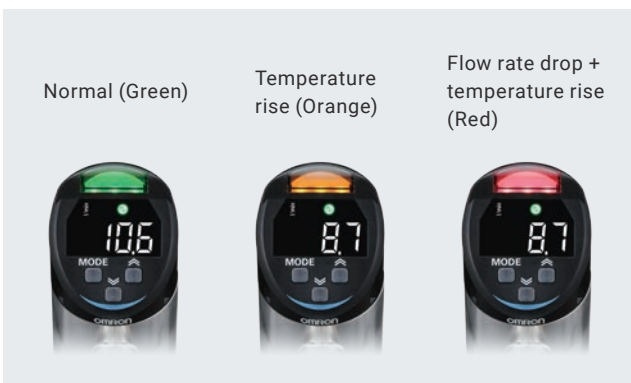 Normal (Green)
Temperature
rise (Orange)
Flow rate drop +
temperature rise
(Red)
10.6
MODE
OMRON
8.7
MODE
OMRON
8.7
MODE
OMRON